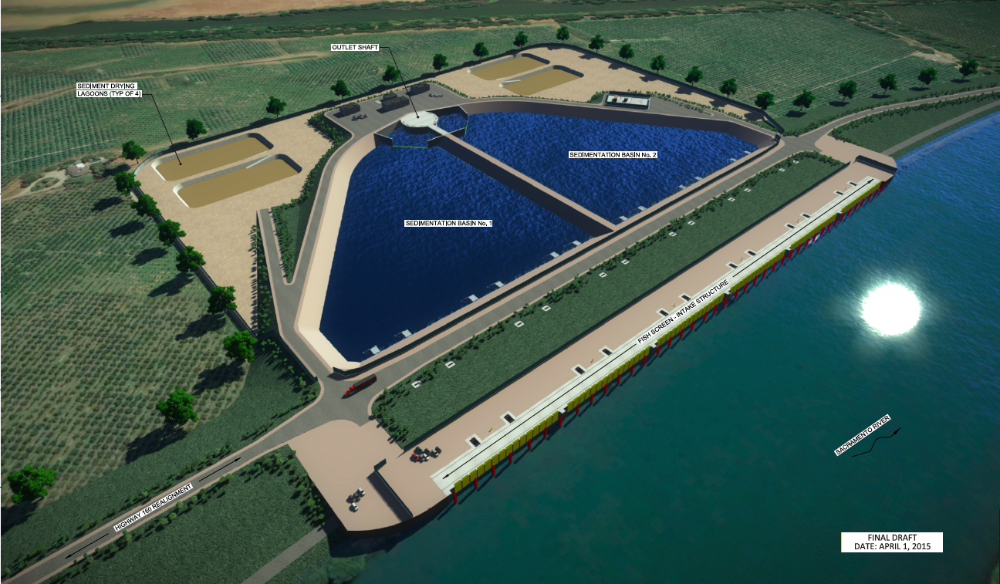 OUTLET SHAFT
SEDIMENT DRYING
LAGOONS (TYP OF 4)
SEDIMENTATION BASIN No. 2
SEDIMENTATION BASIN No. 1
FISH SCREEN - INTAKE STRUCTURE
SACRAMENTO RIVER
HIGHWAY 160 REALIGNMENT
FINAL DRAFT
DATE: APRIL 1, 2015